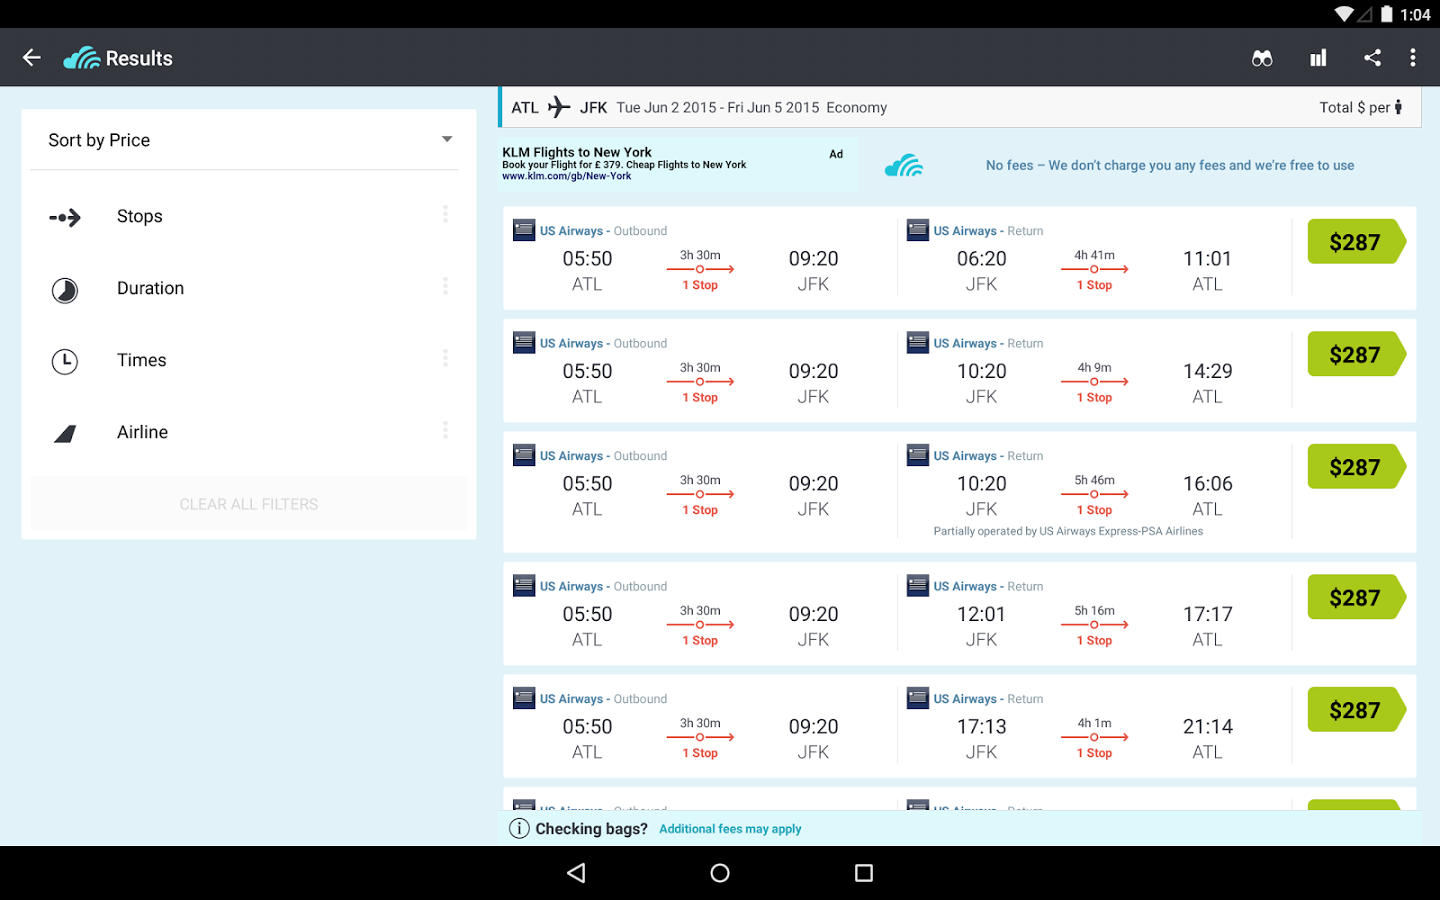 1:04
Results
Sort by Price
Stops
Duration
Times
Airline
CLEAR ALL FILTERS
ATL JFK Tue Jun 2 2015 - Fri Jun 5 2015 Economy Total $ per
KLM Flights to New York Ad
Book your Flight for £ 379. Cheap Flights to New York
www.klm.com/gb/New-York
No fees – We don't charge you any fees and we're free to use
US Airways - Outbound US Airways - Return $287
05:50 3h 30m 09:20 06:20 4h 41m 11:01
ATL 1 Stop JFK JFK 1 Stop ATL
US Airways - Outbound US Airways - Return $287
05:50 3h 30m 09:20 10:20 4h 9m 14:29
ATL 1 Stop JFK JFK 1 Stop ATL
US Airways - Outbound US Airways - Return $287
05:50 3h 30m 09:20 10:20 5h 46m 16:06
ATL 1 Stop JFK JFK 1 Stop ATL
Partially operated by US Airways Express-PSA Airlines
US Airways - Outbound US Airways - Return $287
05:50 3h 30m 09:20 12:01 5h 16m 17:17
ATL 1 Stop JFK JFK 1 Stop ATL
US Airways - Outbound US Airways - Return $287
05:50 3h 30m 09:20 17:13 4h 1m 21:14
ATL 1 Stop JFK JFK 1 Stop ATL
US Airways - Outbound US Airways - Return
Checking bags? Additional fees may apply